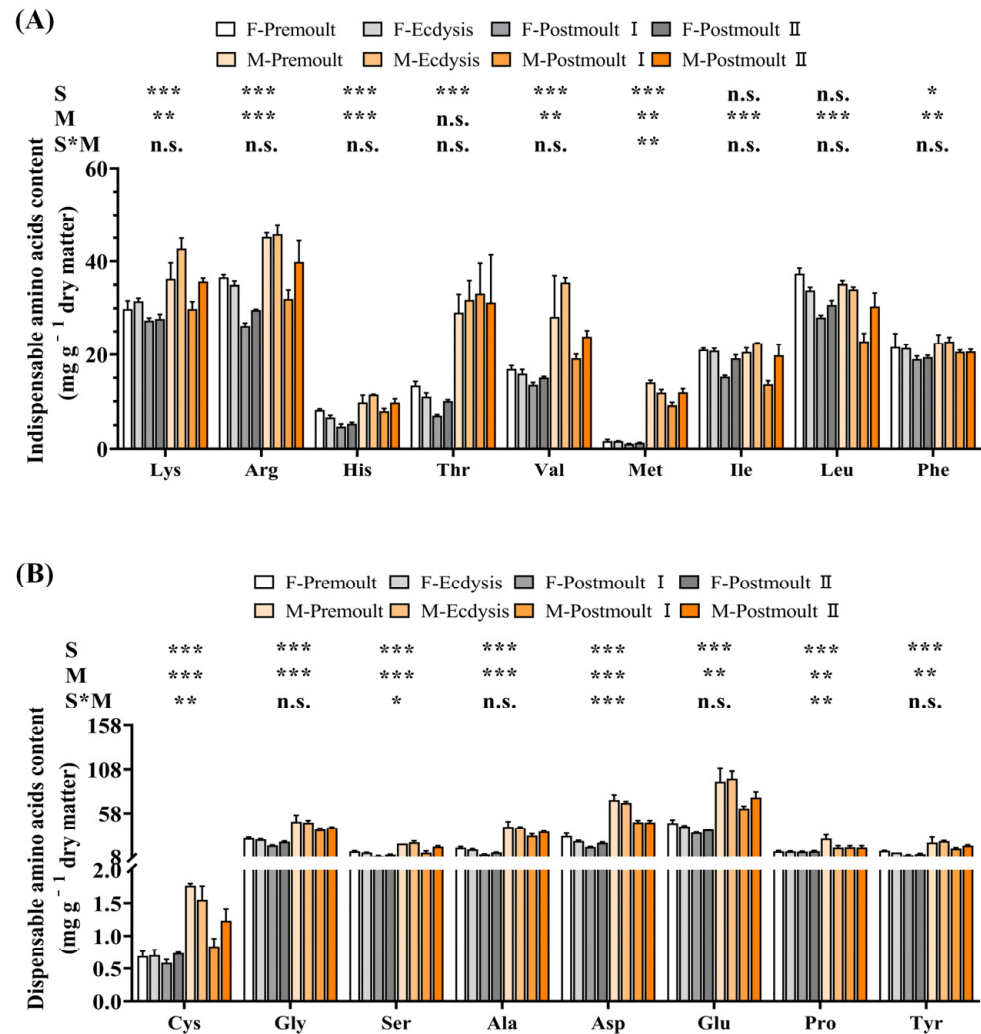 (A)
F-Premoult F-Ecdysis F-Postmoult Ⅰ F-Postmoult Ⅱ
M-Premoult M-Ecdysis M-Postmoult Ⅰ M-Postmoult Ⅱ
S *** *** *** *** *** *** n.s. n.s. *
M ** *** *** n.s. ** ** *** *** **
S*M n.s. n.s. n.s. n.s. n.s. ** n.s. n.s. n.s.
Indispensable amino acids content
(mg g⁻¹ dry matter)
60
40
20
0
Lys Arg His Thr Val Met Ile Leu Phe
(B)
F-Premoult F-Ecdysis F-Postmoult Ⅰ F-Postmoult Ⅱ
M-Premoult M-Ecdysis M-Postmoult Ⅰ M-Postmoult Ⅱ
S *** *** *** *** *** *** *** ***
M *** *** *** *** *** ** ** **
S*M ** n.s. * n.s. *** n.s. ** n.s.
Dispensable amino acids content
(mg g⁻¹ dry matter)
158
108
58
8
2.0
1.5
1.0
0.5
0.0
Cys Gly Ser Ala Asp Glu Pro Tyr